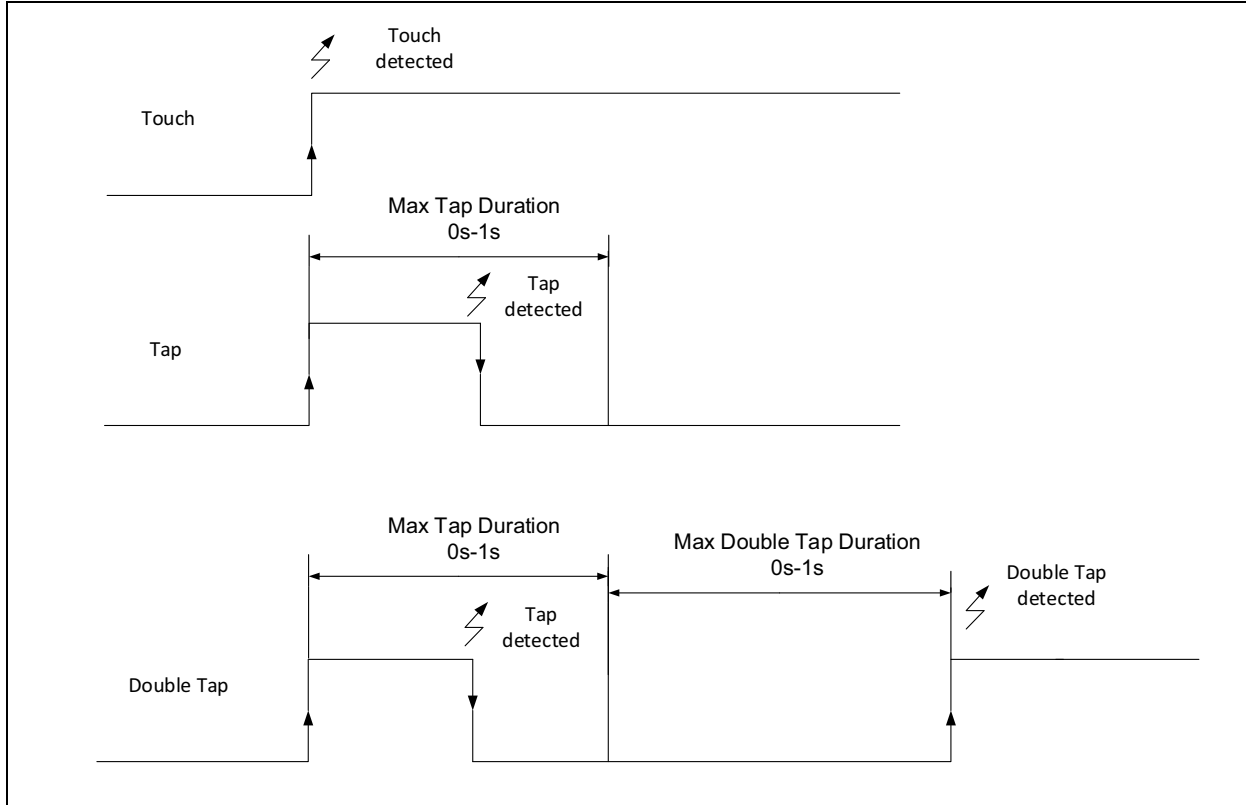 Touch
detected
Touch
Max Tap Duration
0s-1s
Tap
detected
Tap
Max Tap Duration
0s-1s
Max Double Tap Duration
0s-1s
Tap
detected
Double Tap
detected
Double Tap